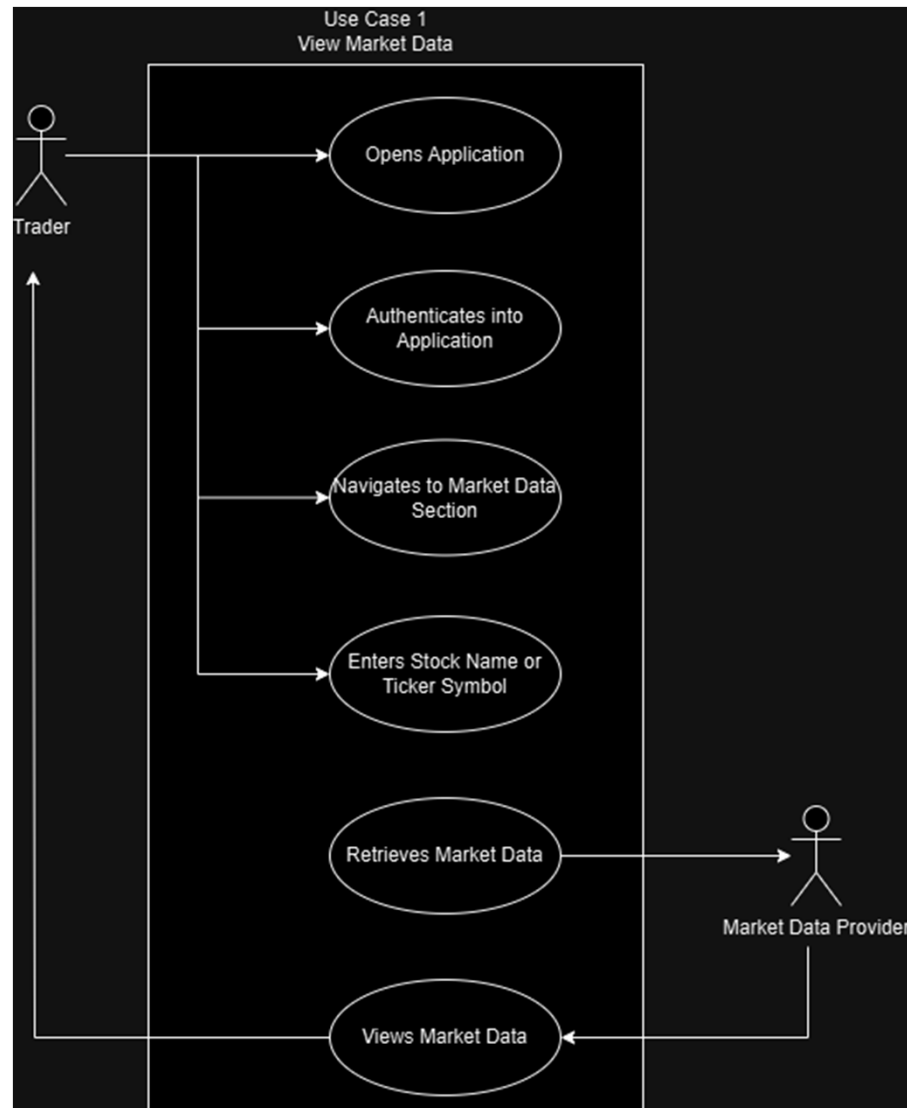 Use Case 1
View Market Data
Opens Application
Trader
Authenticates into
Application
Navigates to Market Data
Section
Enters Stock Name or
Ticker Symbol
Retrieves Market Data
Market Data Provider
Views Market Data